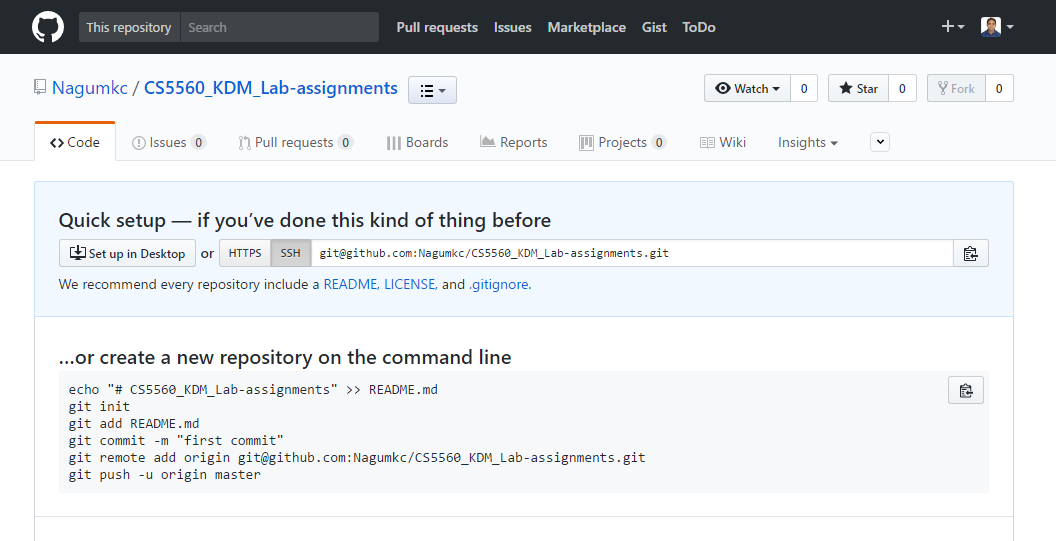 This repository Search Pull requests Issues Marketplace Gist ToDo
Nagumkc / CS5560_KDM_Lab-assignments Watch 0 Star 0 Fork 0
Code Issues 0 Pull requests 0 Boards Reports Projects 0 Wiki Insights
Quick setup — if you’ve done this kind of thing before
Set up in Desktop or HTTPS SSH git@github.com:Nagumkc/CS5560_KDM_Lab-assignments.git
We recommend every repository include a README, LICENSE, and .gitignore.
…or create a new repository on the command line
echo "# CS5560_KDM_Lab-assignments" >> README.md
git init
git add README.md
git commit -m "first commit"
git remote add origin git@github.com:Nagumkc/CS5560_KDM_Lab-assignments.git
git push -u origin master